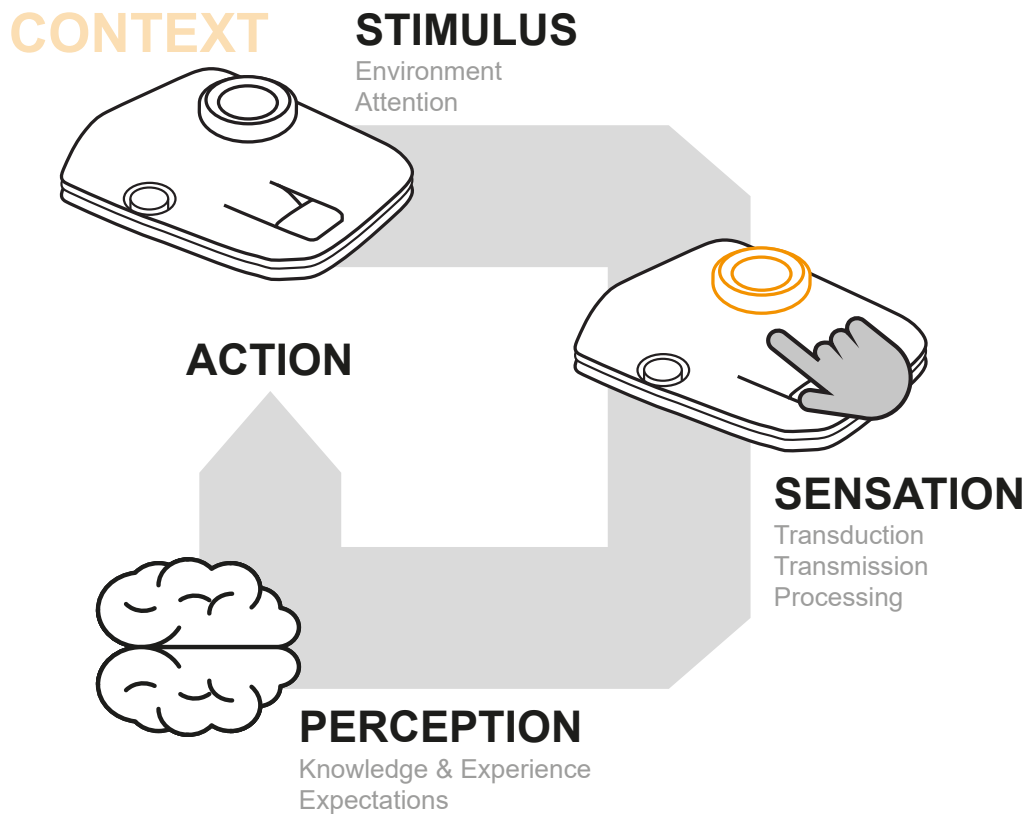 CONTEXT
STIMULUS
Environment
Attention
ACTION
SENSATION
Transduction
Transmission
Processing
PERCEPTION
Knowledge & Experience
Expectations